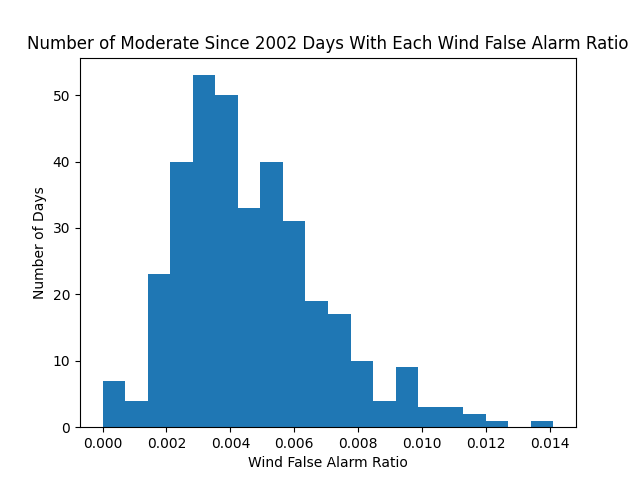 Number of Moderate Since 2002 Days With Each Wind False Alarm Ratio
50
40
30
20
10
0
Number of Days
0.000 0.002 0.004 0.006 0.008 0.010 0.012 0.014
Wind False Alarm Ratio